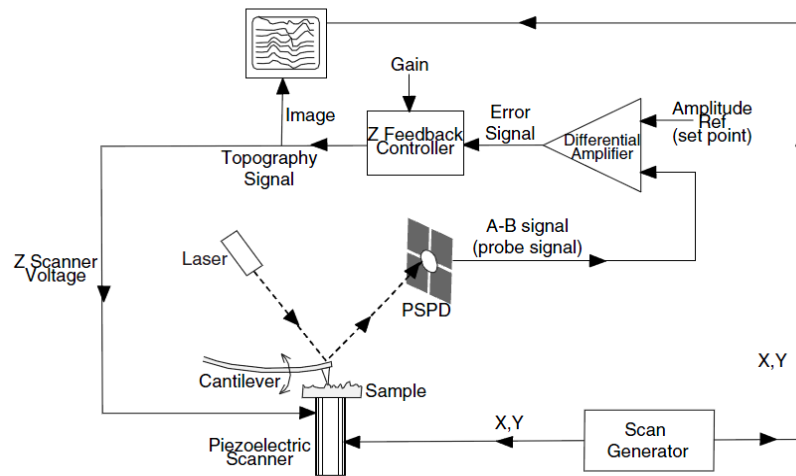 Gain
Image
Z Feedback
Controller
Error
Signal
Differential
Amplifier
Amplitude
Ref
(set point)
Topography
Signal
A-B signal
(probe signal)
Z Scanner
Voltage
Laser
PSPD
Cantilever
Sample
X,Y
X,Y
Piezoelectric
Scanner
Scan
Generator